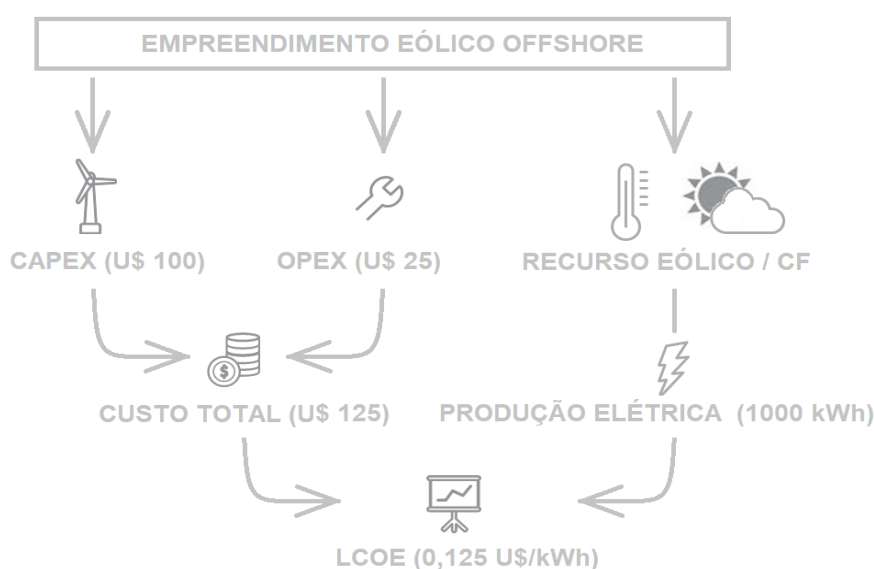 EMPREENDIMENTO EÓLICO OFFSHORE
CAPEX (U$ 100)
OPEX (U$ 25)
RECURSO EÓLICO / CF
$
CUSTO TOTAL (U$ 125)
PRODUÇÃO ELÉTRICA (1000 kWh)
LCOE (0,125 U$/kWh)